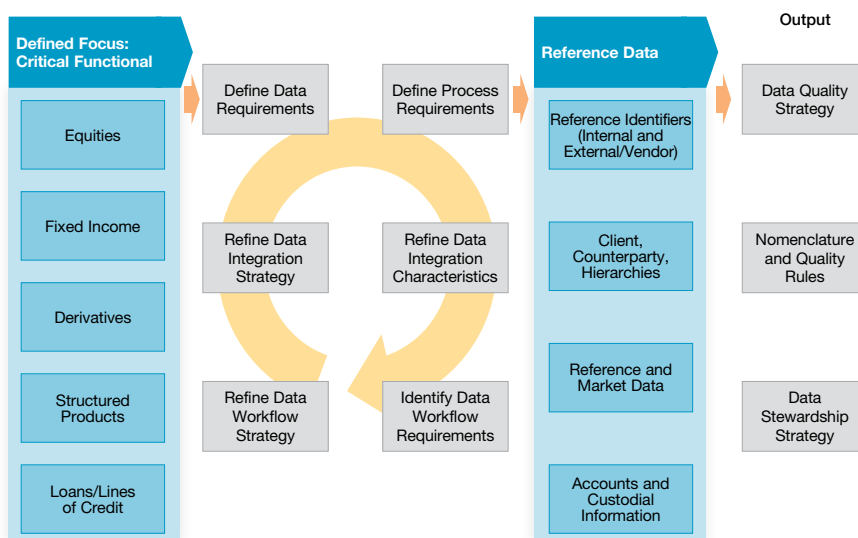 Defined Focus:
Critical Functional
Equities
Fixed Income
Derivatives
Structured
Products
Loans/Lines
of Credit
Define Data
Requirements
Define Process
Requirements
Refine Data
Integration
Strategy
Refine Data
Integration
Characteristics
Refine Data
Workflow
Strategy
Identify Data
Workflow
Requirements
Reference Data
Reference Identifiers
(Internal and
External/Vendor)
Client,
Counterparty,
Hierarchies
Reference and
Market Data
Accounts and
Custodial
Information
Output
Data Quality
Strategy
Nomenclature
and Quality
Rules
Data
Stewardship
Strategy